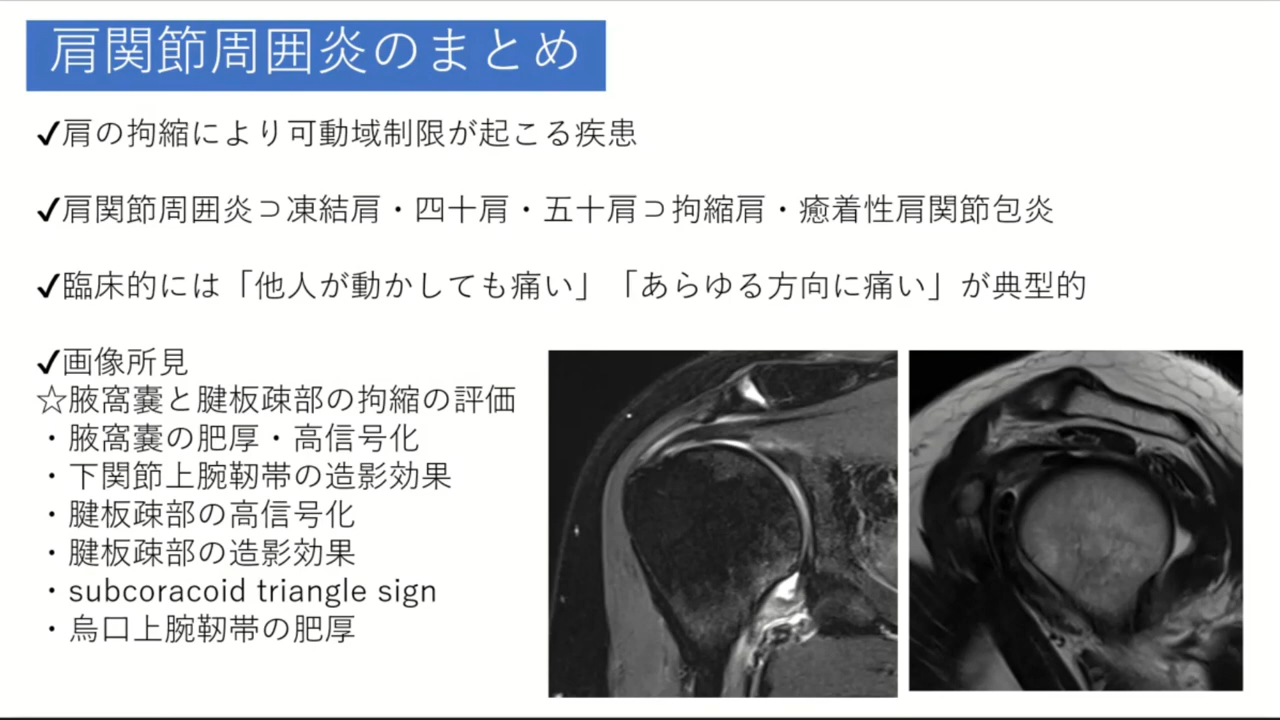 肩関節周囲炎のまとめ
✔肩の拘縮により可動域制限が起こる疾患
✔肩関節周囲炎⊃凍結肩・四十肩・五十肩⊃拘縮肩・癒着性肩関節包炎
✔臨床的には「他人が動かしても痛い」「あらゆる方向に痛い」が典型的
✔画像所見
☆腋窩嚢と腱板疎部の拘縮の評価
・腋窩嚢の肥厚・高信号化
・下関節上腕靭帯の造影効果
・腱板疎部の高信号化
・腱板疎部の造影効果
・subcoracoid triangle sign
・烏口上腕靭帯の肥厚